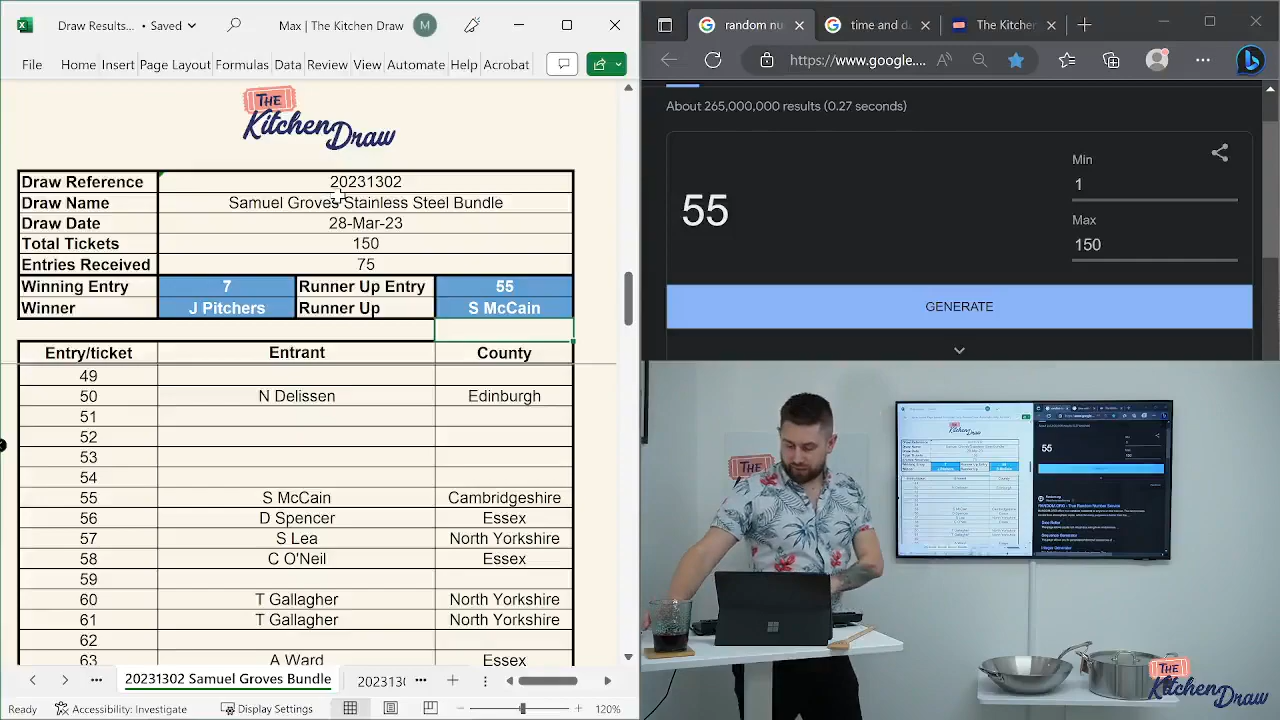 Draw Results • Saved
Max | The Kitchen Draw
M
File Home Insert Page Layout Formulas Data Review View Automate Help Acrobat
THE
Kitchen Draw
Draw Reference 20231302
Draw Name Samuel Groves Stainless Steel Bundle
Draw Date 28-Mar-23
Total Tickets 150
Entries Received 75
Winning Entry 7 Runner Up Entry 55
Winner J Pitchers Runner Up S McCain
Entry/ticket Entrant County
49
50 N Delissen Edinburgh
51
52
53
54
55 S McCain Cambridgeshire
56 D Spencer Essex
57 S Lea North Yorkshire
58 C O'Neil Essex
59
60 T Gallagher North Yorkshire
61 T Gallagher North Yorkshire
62
63 A Ward Essex
20231302 Samuel Groves Bundle
Ready Accessibility: Investigate Display Settings 120%
random nu time and d The Kitchen
https://www.google....
About 265,000,000 results (0.27 seconds)
55
Min
1
Max
150
GENERATE
THE
55
THE
Kitchen Draw